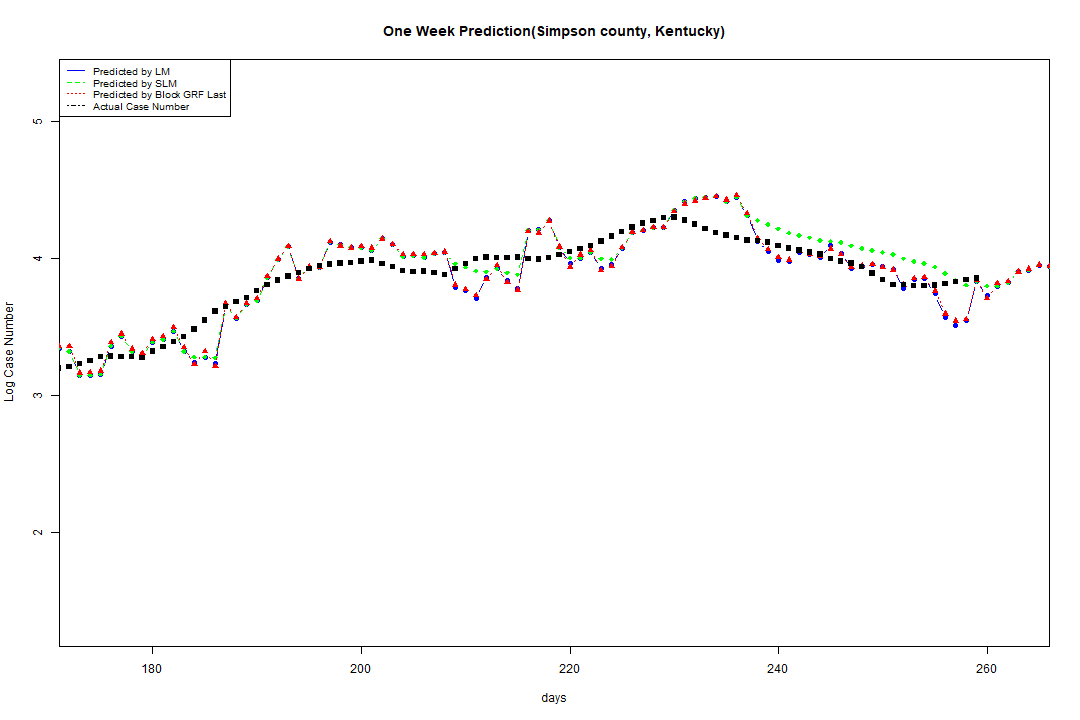 One Week Prediction(Simpson county, Kentucky)
Predicted by LM
Predicted by SLM
Predicted by Block GRF Last
Actual Case Number
5
4
3
2
Log Case Number
180 200 220 240 260
days